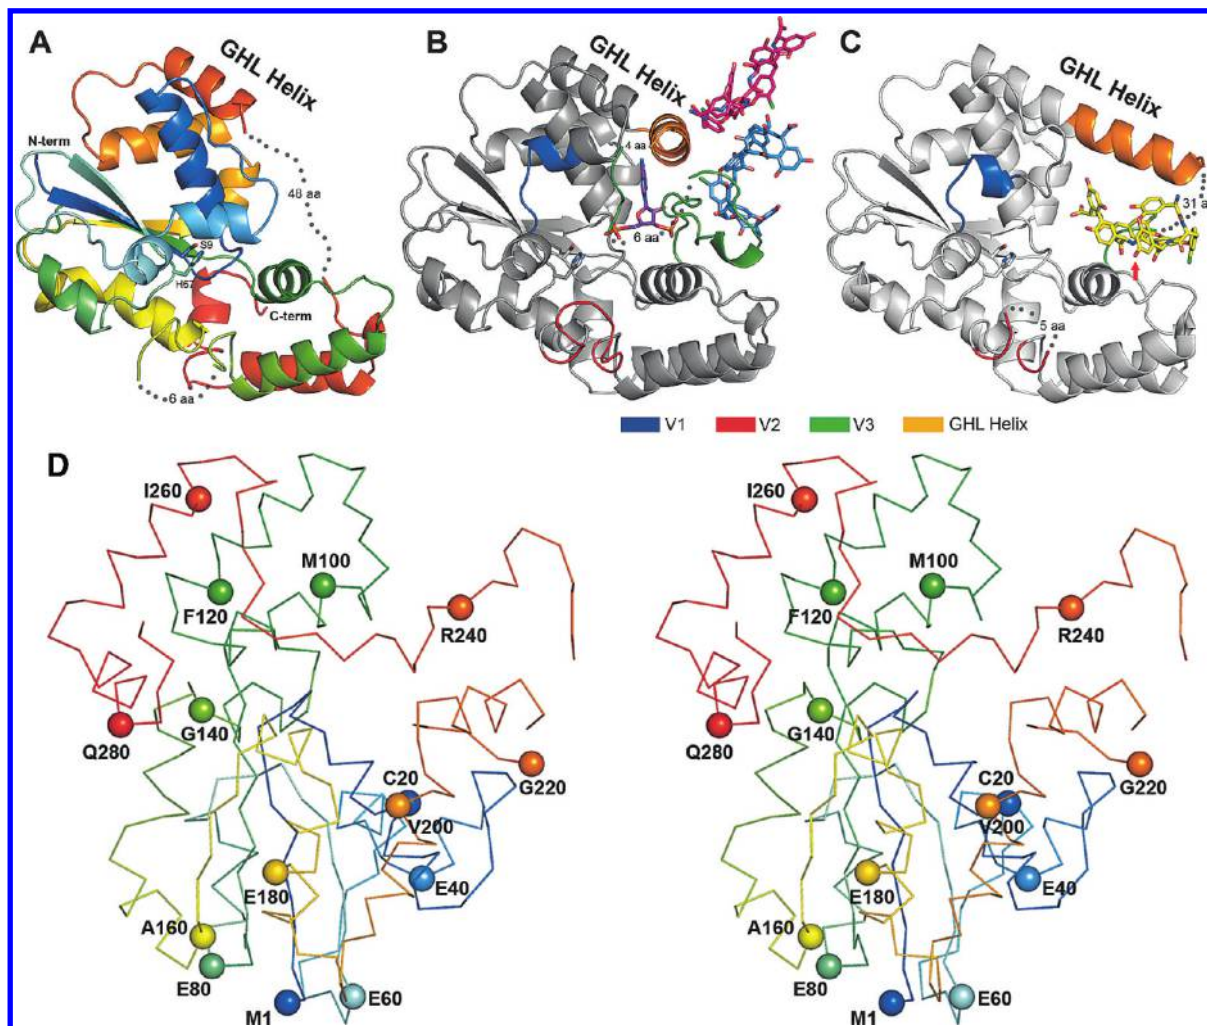 A
GHL Helix
N-term
48 aa
S9
H67
C-term
6 aa
B
GHL Helix
4 aa
6 aa
C
GHL Helix
31 a
5 aa
V1
V2
V3
GHL Helix
D
I260
M100
F120
R240
Q280
G140
C20
G220
V200
E180
E40
A160
E80
E60
M1
I260
M100
F120
R240
Q280
G140
C20
G220
V200
E180
E40
A160
E80
E60
M1